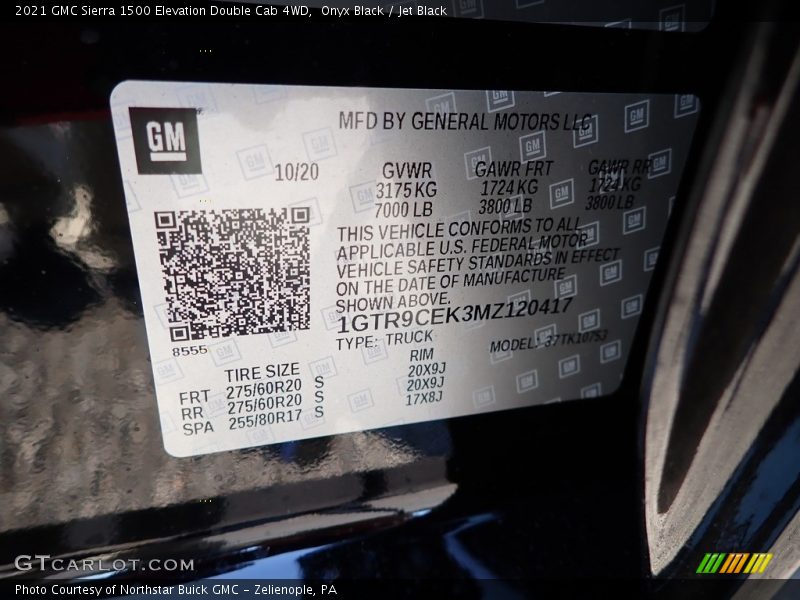 2021 GMC Sierra 1500 Elevation Double Cab 4WD,  Onyx Black / Jet Black
GM
MFD BY GENERAL MOTORS LLC
10/20
GVWR GAWR FRT GAWR RR
3175 KG 1724 KG 1724 KG
7000 LB 3800 LB 3800 LB
THIS VEHICLE CONFORMS TO ALL
APPLICABLE U.S. FEDERAL MOTOR
VEHICLE SAFETY STANDARDS IN EFFECT
ON THE DATE OF MANUFACTURE
SHOWN ABOVE.
1GTR9CEK3MZ120417
8555
TYPE: TRUCK MODEL: 37TK10753
TIRE SIZE RIM
FRT 275/60R20 S 20X9J
RR 275/60R20 S 20X9J
SPA 255/80R17 S 17X8J
GTCARLOT.COM
Photo Courtesy of Northstar Buick GMC - Zelienople, PA